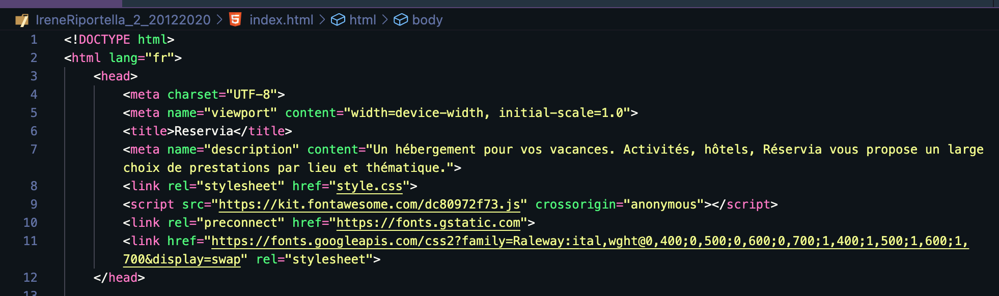 IreneRiportella_2_20122020 > index.html > html > body
1 <!DOCTYPE html>
2 <html lang="fr">
3 <head>
4 <meta charset="UTF-8">
5 <meta name="viewport" content="width=device-width, initial-scale=1.0">
6 <title>Reservia</title>
7 <meta name="description" content="Un hébergement pour vos vacances. Activités, hôtels, Réservia vous propose un large
choix de prestations par lieu et thématique.">
8 <link rel="stylesheet" href="style.css">
9 <script src="https://kit.fontawesome.com/dc80972f73.js" crossorigin="anonymous"></script>
10 <link rel="preconnect" href="https://fonts.gstatic.com">
11 <link href="https://fonts.googleapis.com/css2?family=Raleway:ital,wght@0,400;0,500;0,600;0,700;1,400;1,500;1,600;1,
700&display=swap" rel="stylesheet">
12 </head>
13